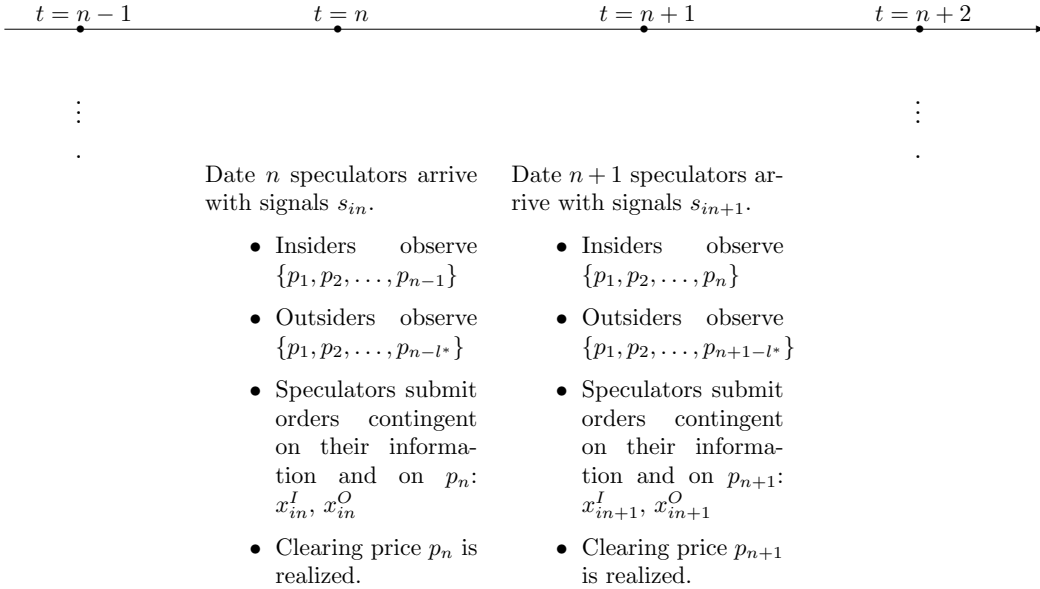 t = n − 1 t = n t = n + 1 t = n + 2
Date n speculators arrive
with signals s_{in}.
• Insiders observe
{p_1, p_2, . . . , p_{n−1}}
• Outsiders observe
{p_1, p_2, . . . , p_{n−l*}}
• Speculators submit
orders contingent
on their informa-
tion and on p_n:
x^I_{in}, x^O_{in}
• Clearing price p_n is
realized.
Date n + 1 speculators ar-
rive with signals s_{in+1}.
• Insiders observe
{p_1, p_2, . . . , p_n}
• Outsiders observe
{p_1, p_2, . . . , p_{n+1−l*}}
• Speculators submit
orders contingent
on their informa-
tion and on p_{n+1}:
x^I_{in+1}, x^O_{in+1}
• Clearing price p_{n+1}
is realized.